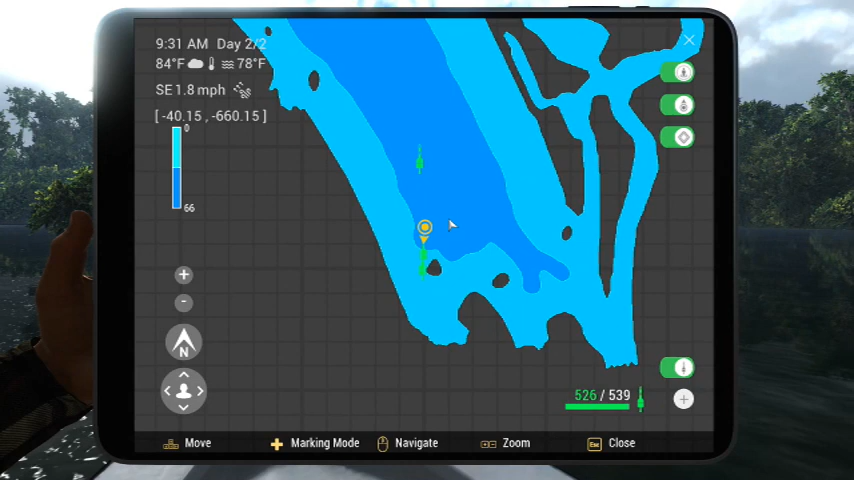 9:31 AM Day 2/2
84°F 78°F
SE 1.8 mph
[ -40.15 , -660.15 ]
0
66
+
-
N
526 / 539
+
Move
Marking Mode
Navigate
Zoom
Esc Close